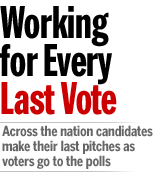 Working
for Every
Last Vote
Across the nation candidates
make their last pitches as
voters go to the polls